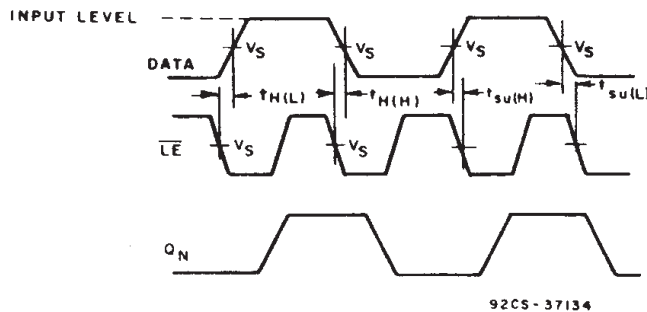 INPUT LEVEL
DATA
VS VS VS VS
tH(L) tH(H) tsu(H) tsu(L)
LE
VS VS
QN
92CS-37134